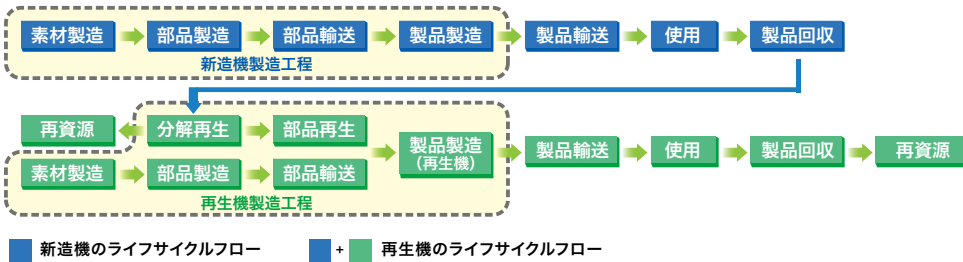 素材製造 部品製造 部品輸送 製品製造 製品輸送 使用 製品回収
新造機製造工程
再資源 分解再生 部品再生
製品製造
(再生機)
製品輸送 使用 製品回収 再資源
素材製造 部品製造 部品輸送
再生機製造工程
新造機のライフサイクルフロー + 再生機のライフサイクルフロー